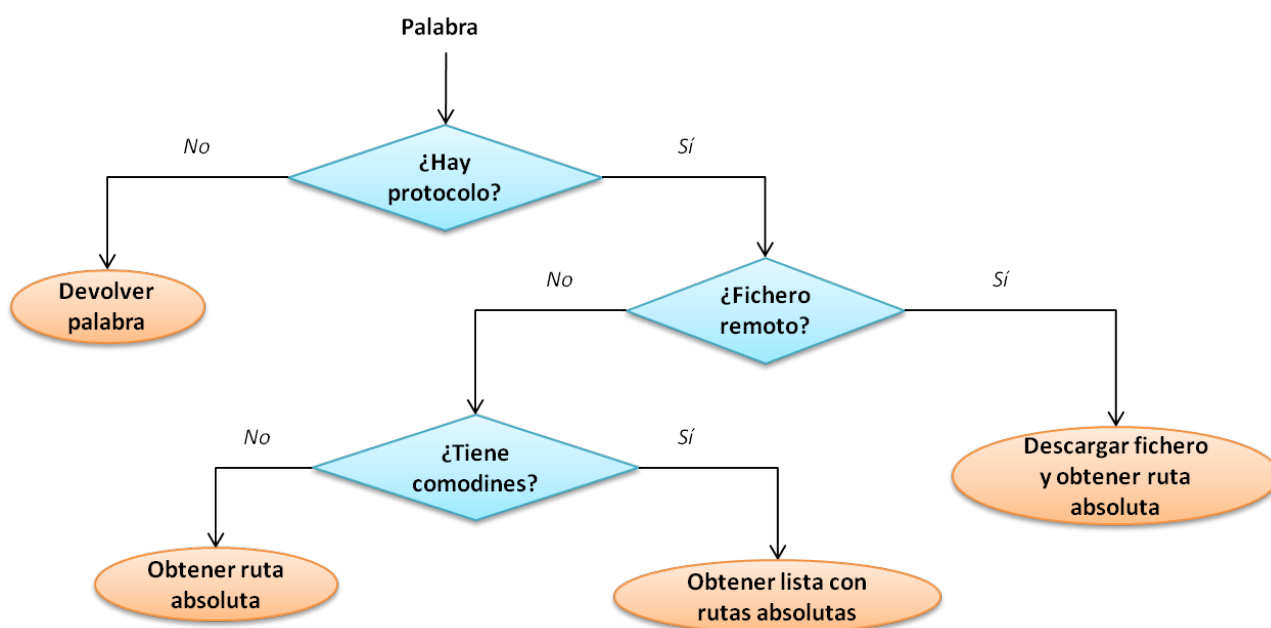 Palabra
No
Sí
¿Hay
protocolo?
Devolver
palabra
No
Sí
¿Fichero
remoto?
No
Sí
¿Tiene
comodines?
Descargar fichero
y obtener ruta
absoluta
Obtener ruta
absoluta
Obtener lista con
rutas absolutas